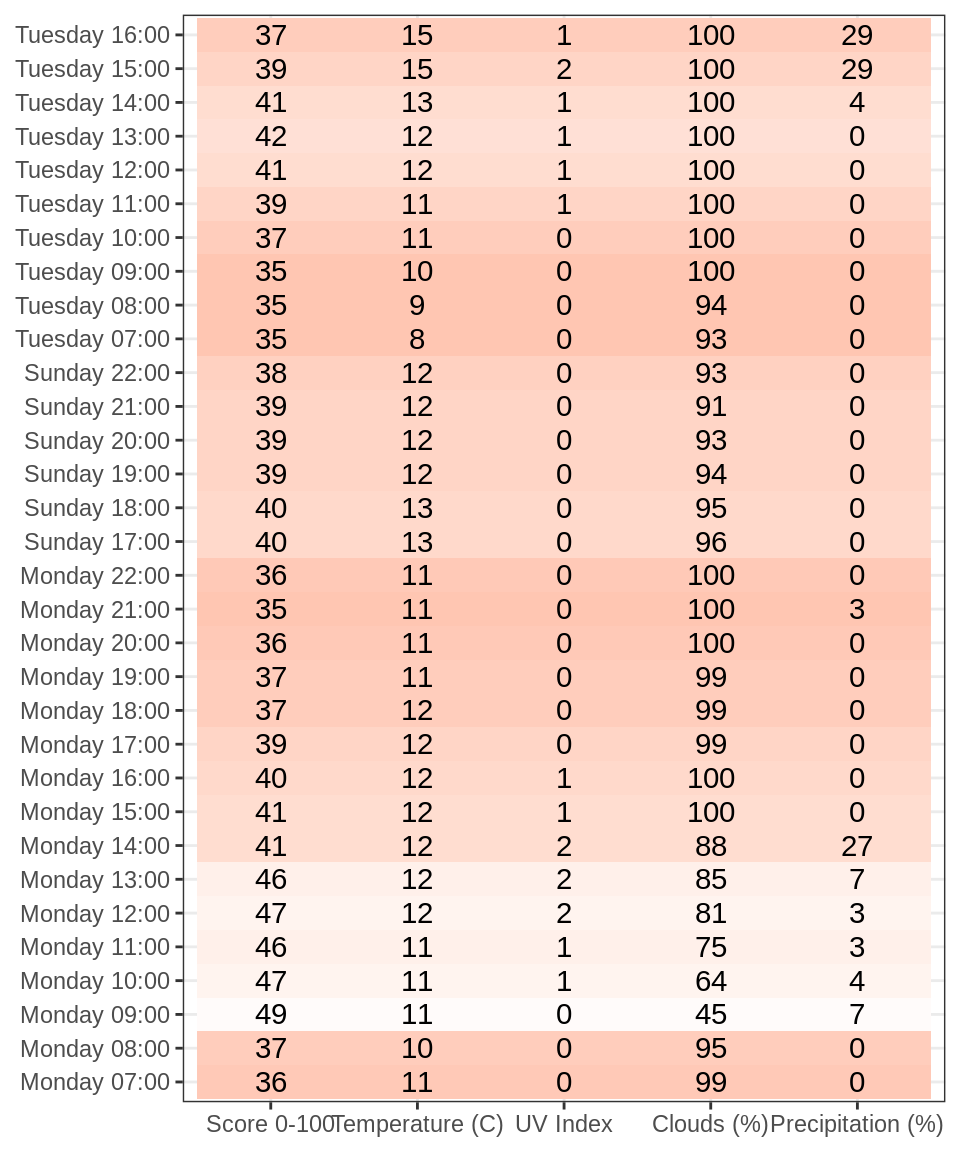 Tuesday 16:00 37 15 1 100 29
Tuesday 15:00 39 15 2 100 29
Tuesday 14:00 41 13 1 100 4
Tuesday 13:00 42 12 1 100 0
Tuesday 12:00 41 12 1 100 0
Tuesday 11:00 39 11 1 100 0
Tuesday 10:00 37 11 0 100 0
Tuesday 09:00 35 10 0 100 0
Tuesday 08:00 35 9 0 94 0
Tuesday 07:00 35 8 0 93 0
Sunday 22:00 38 12 0 93 0
Sunday 21:00 39 12 0 91 0
Sunday 20:00 39 12 0 93 0
Sunday 19:00 39 12 0 94 0
Sunday 18:00 40 13 0 95 0
Sunday 17:00 40 13 0 96 0
Monday 22:00 36 11 0 100 0
Monday 21:00 35 11 0 100 3
Monday 20:00 36 11 0 100 0
Monday 19:00 37 11 0 99 0
Monday 18:00 37 12 0 99 0
Monday 17:00 39 12 0 99 0
Monday 16:00 40 12 1 100 0
Monday 15:00 41 12 1 100 0
Monday 14:00 41 12 2 88 27
Monday 13:00 46 12 2 85 7
Monday 12:00 47 12 2 81 3
Monday 11:00 46 11 1 75 3
Monday 10:00 47 11 1 64 4
Monday 09:00 49 11 0 45 7
Monday 08:00 37 10 0 95 0
Monday 07:00 36 11 0 99 0
Score 0-100 Temperature (C) UV Index Clouds (%) Precipitation (%)